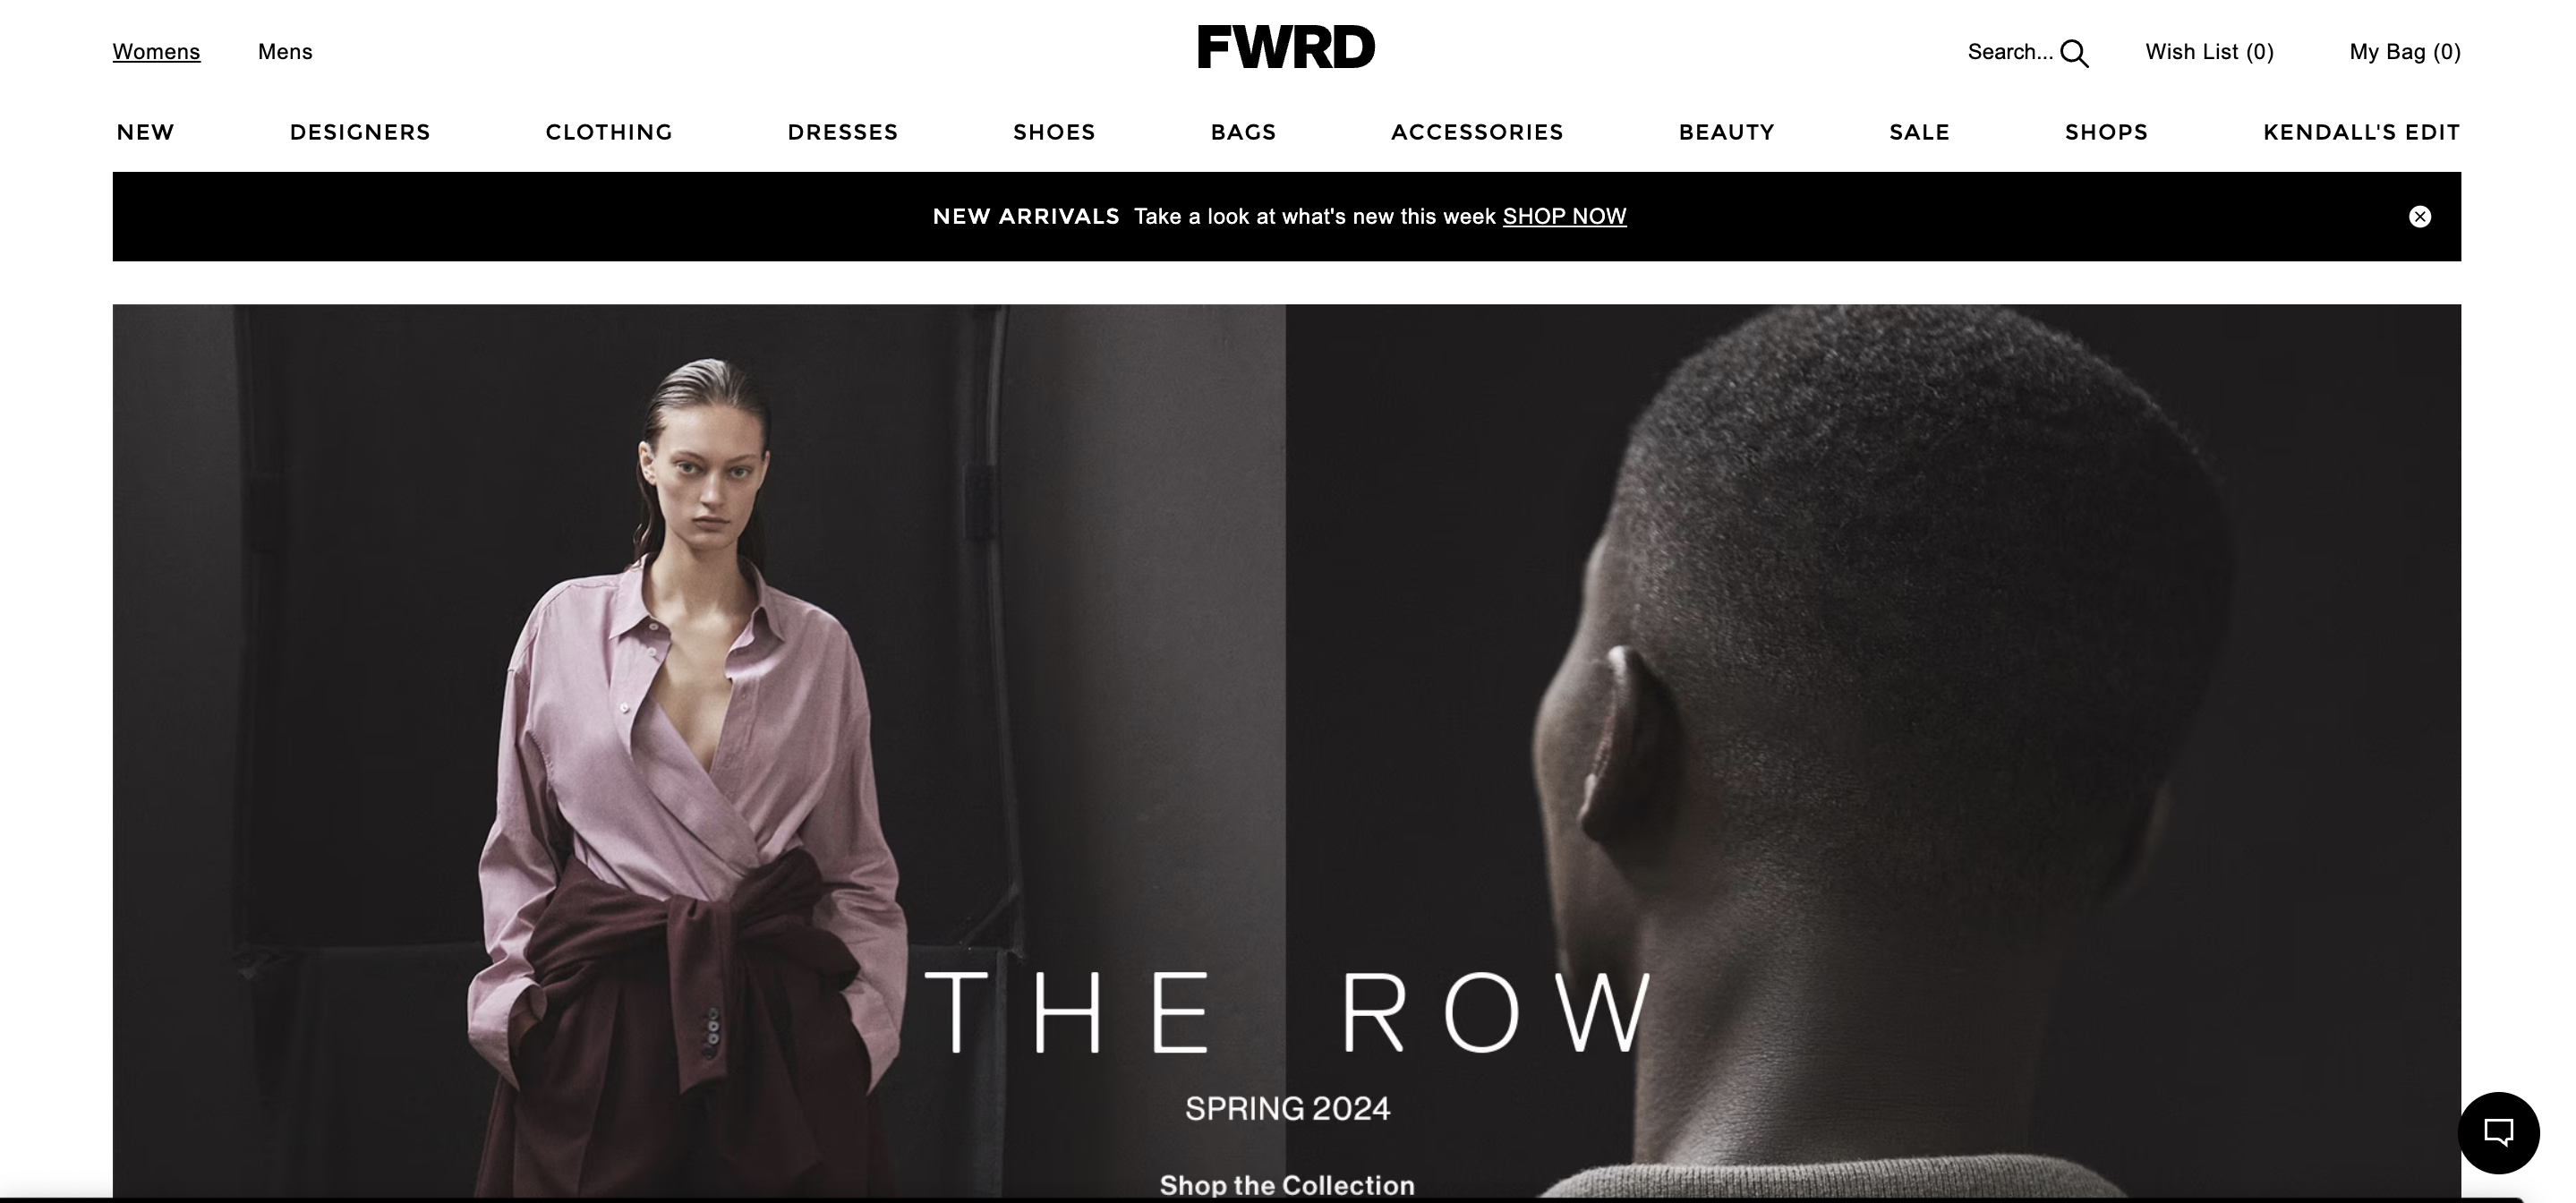 Womens Mens FWRD Search... Wish List (0) My Bag (0)
NEW DESIGNERS CLOTHING DRESSES SHOES BAGS ACCESSORIES BEAUTY SALE SHOPS KENDALL'S EDIT
NEW ARRIVALS Take a look at what's new this week SHOP NOW
THE ROW
SPRING 2024
Shop the Collection